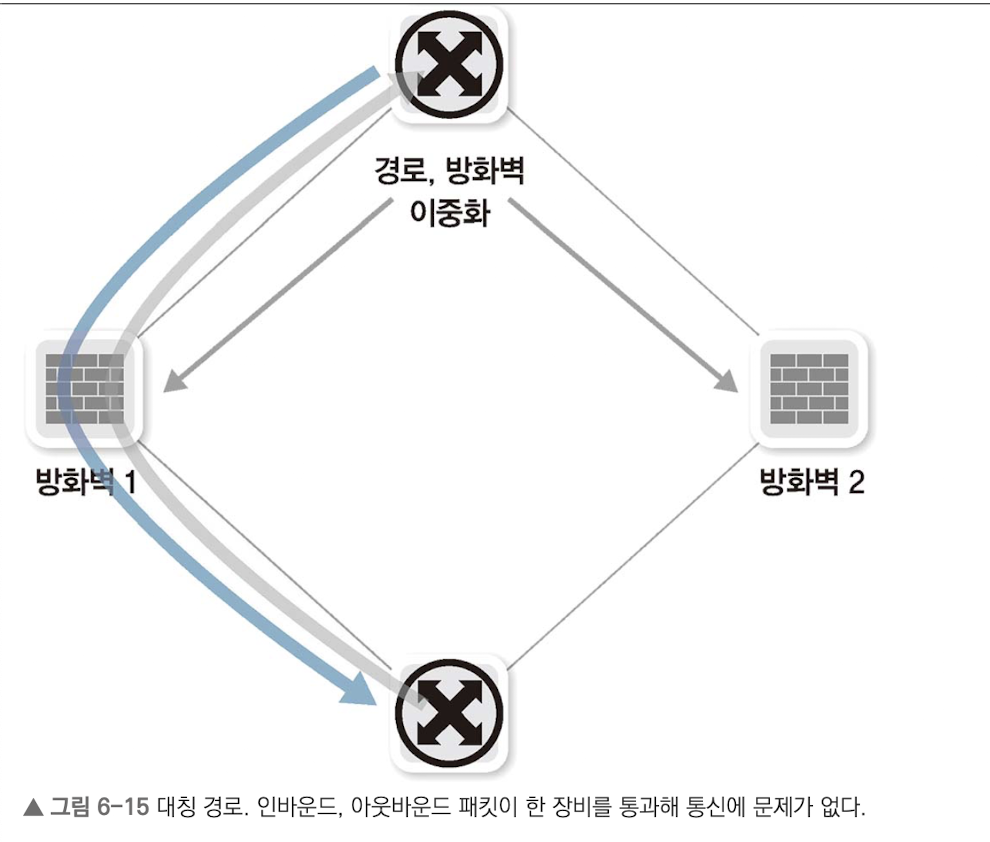 경로, 방화벽
이중화
방화벽 1
방화벽 2
▲ 그림 6-15 대칭 경로. 인바운드, 아웃바운드 패킷이 한 장비를 통과해 통신에 문제가 없다.